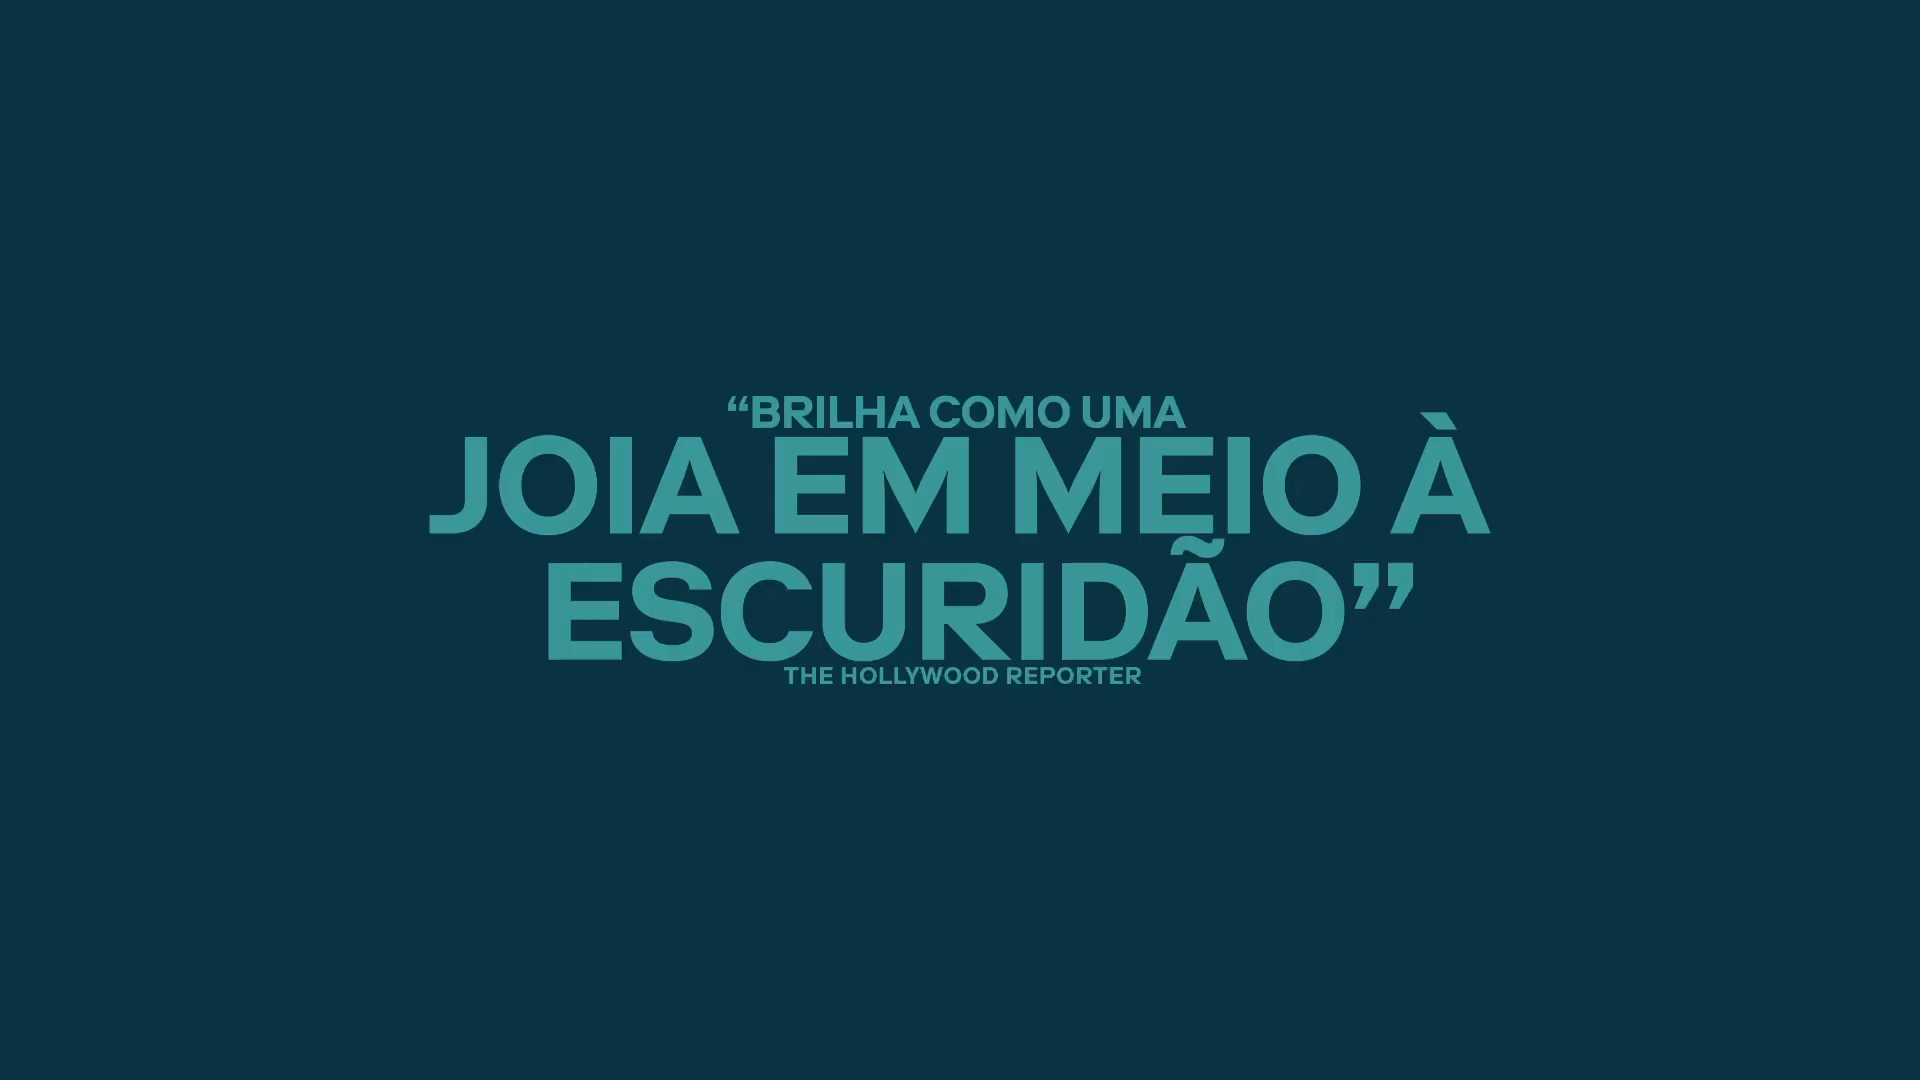 “BRILHA COMO UMA
JOIA EM MEIO À
ESCURIDÃO”
THE HOLLYWOOD REPORTER